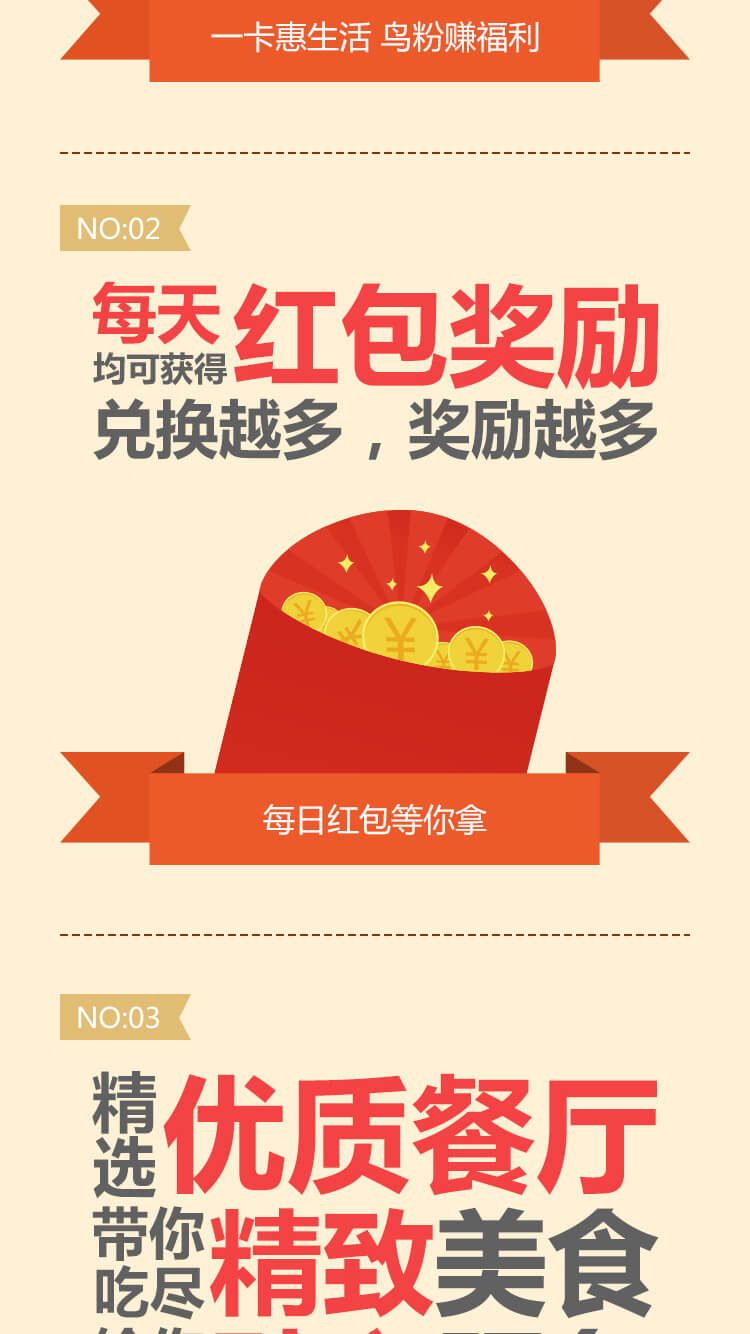 一卡惠生活 鸟粉赚福利
NO:02
每天
均可获得
红包奖励
兑换越多，奖励越多
¥ ¥ ¥ ¥ ¥ ¥
每日红包等你拿
NO:03
精选
优质餐厅
带你
吃尽
精致美食